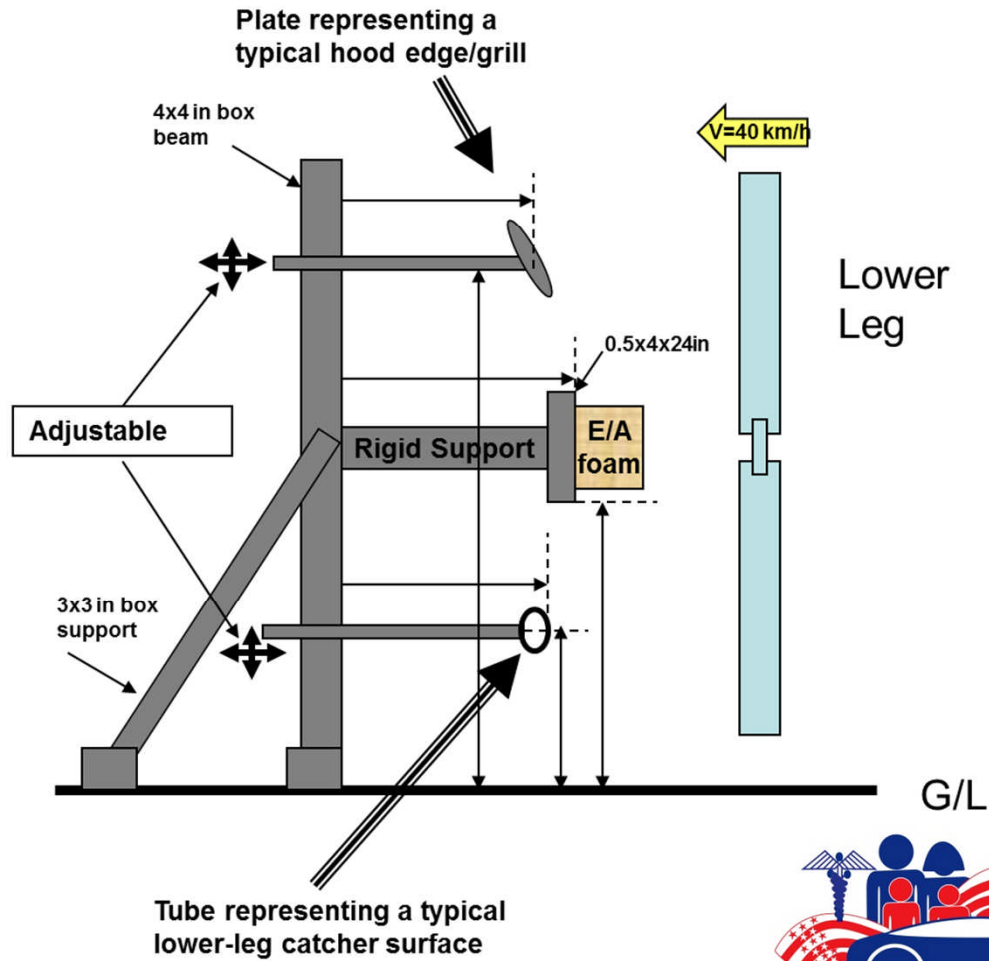 Plate representing a
typical hood edge/grill
4x4 in box
beam
V=40 km/h
Lower
Leg
0.5x4x24in
Adjustable
Rigid Support
E/A
foam
3x3 in box
support
G/L
Tube representing a typical
lower-leg catcher surface